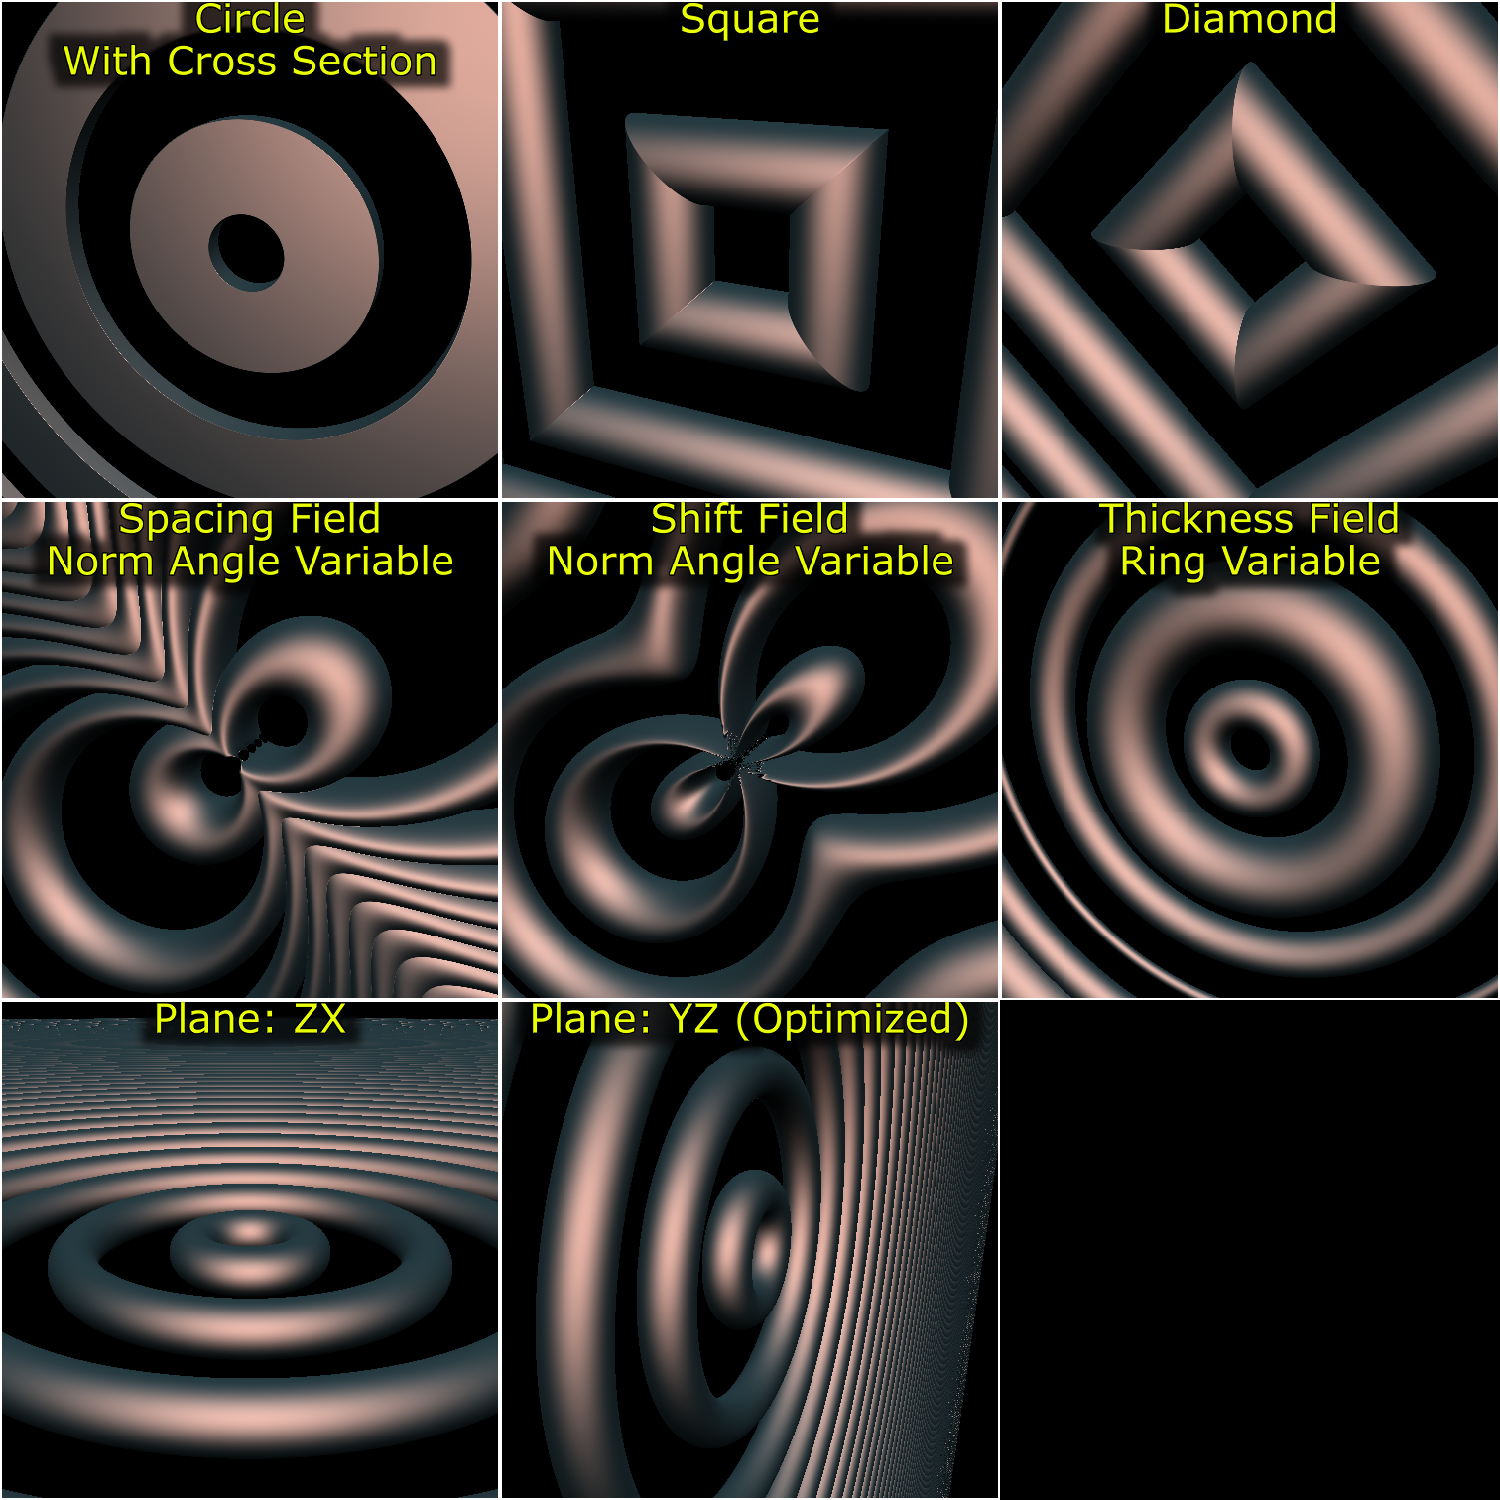 Circle
With Cross Section
Square
Diamond
Spacing Field
Norm Angle Variable
Shift Field
Norm Angle Variable
Thickness Field
Ring Variable
Plane: ZX
Plane: YZ (Optimized)